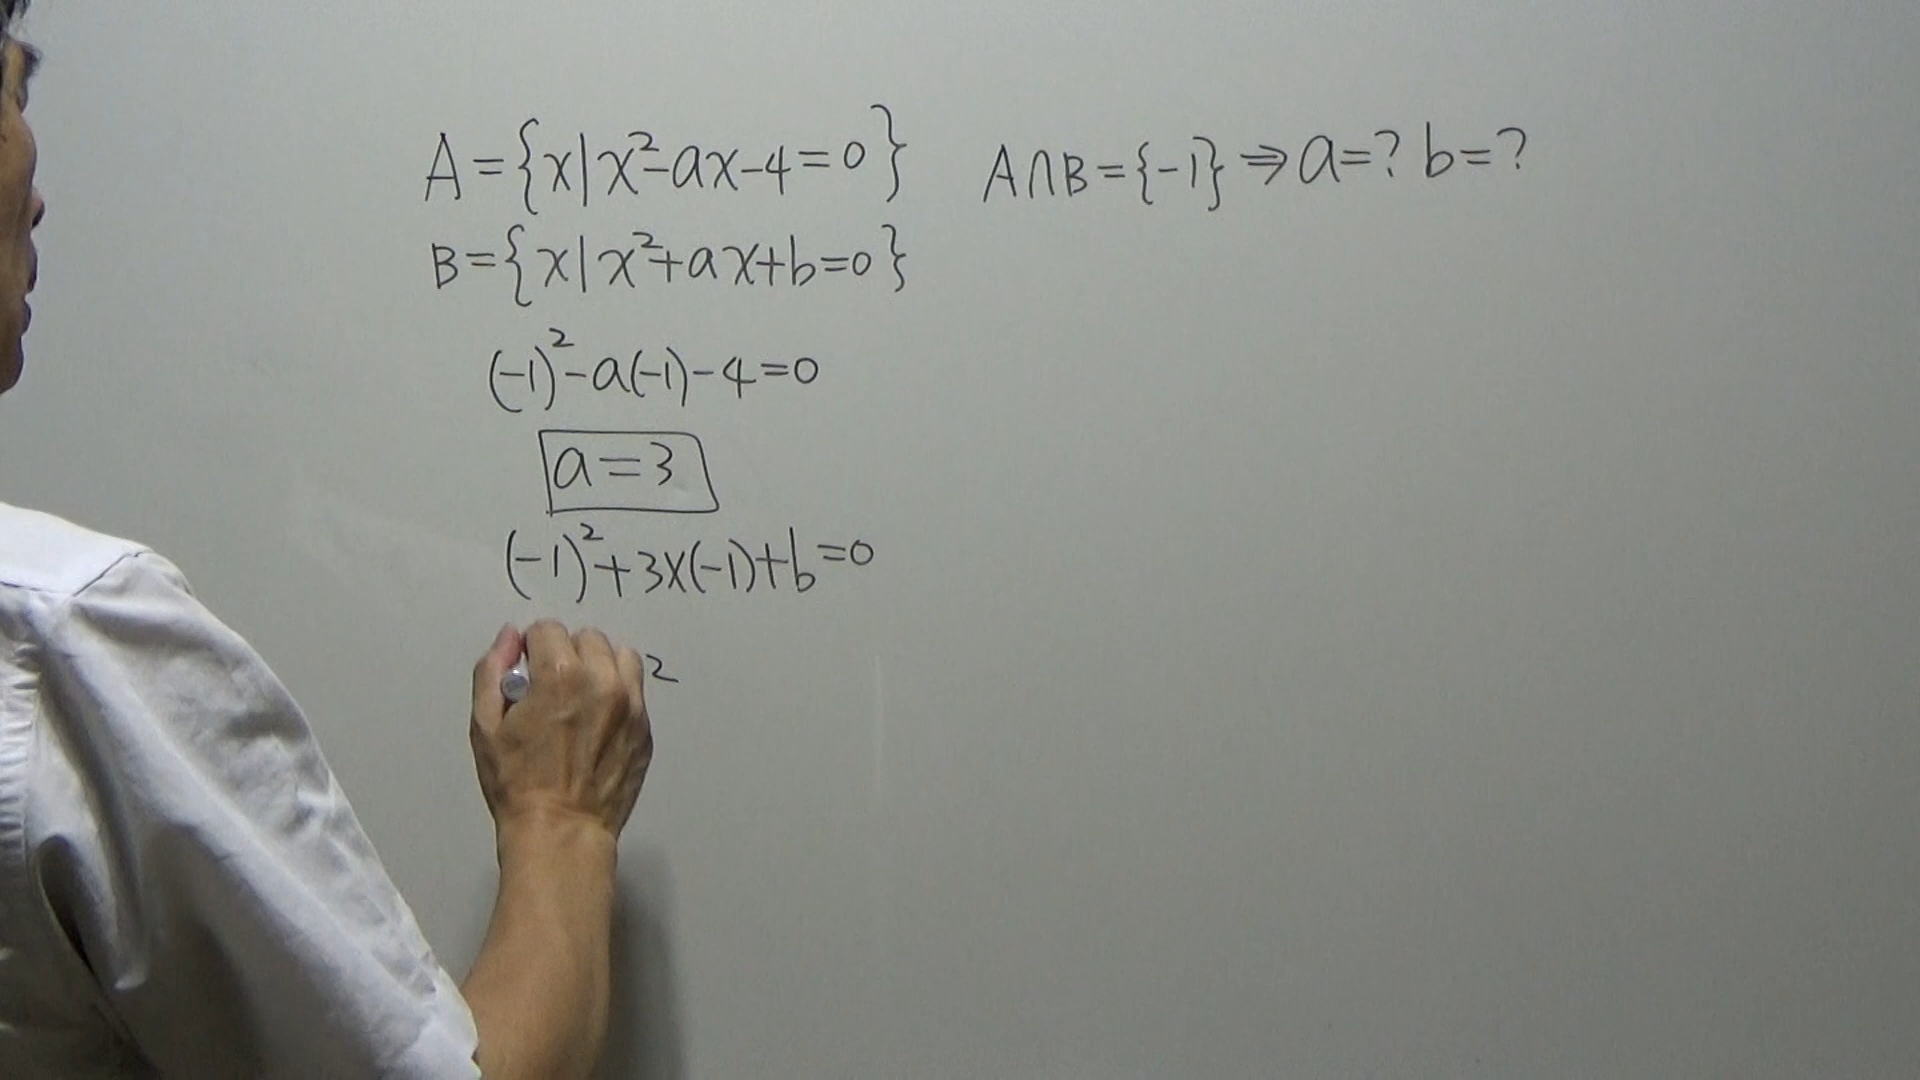 A={x|x²-ax-4=0} A∩B={-1}⇒a=? b=?
B={x|x²+ax+b=0}
(-1)²-a(-1)-4=0
a=3
(-1)²+3×(-1)+b=0
2